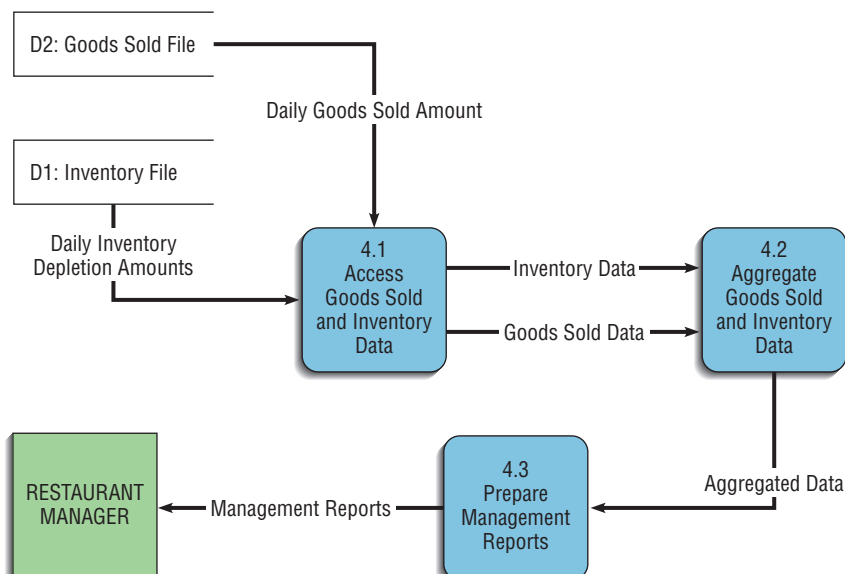 D2: Goods Sold File
Daily Goods Sold Amount
D1: Inventory File
Daily Inventory
Depletion Amounts
4.1
Access
Goods Sold
and Inventory
Data
Inventory Data
Goods Sold Data
4.2
Aggregate
Goods Sold
and Inventory
Data
Aggregated Data
4.3
Prepare
Management
Reports
Management Reports
RESTAURANT
MANAGER